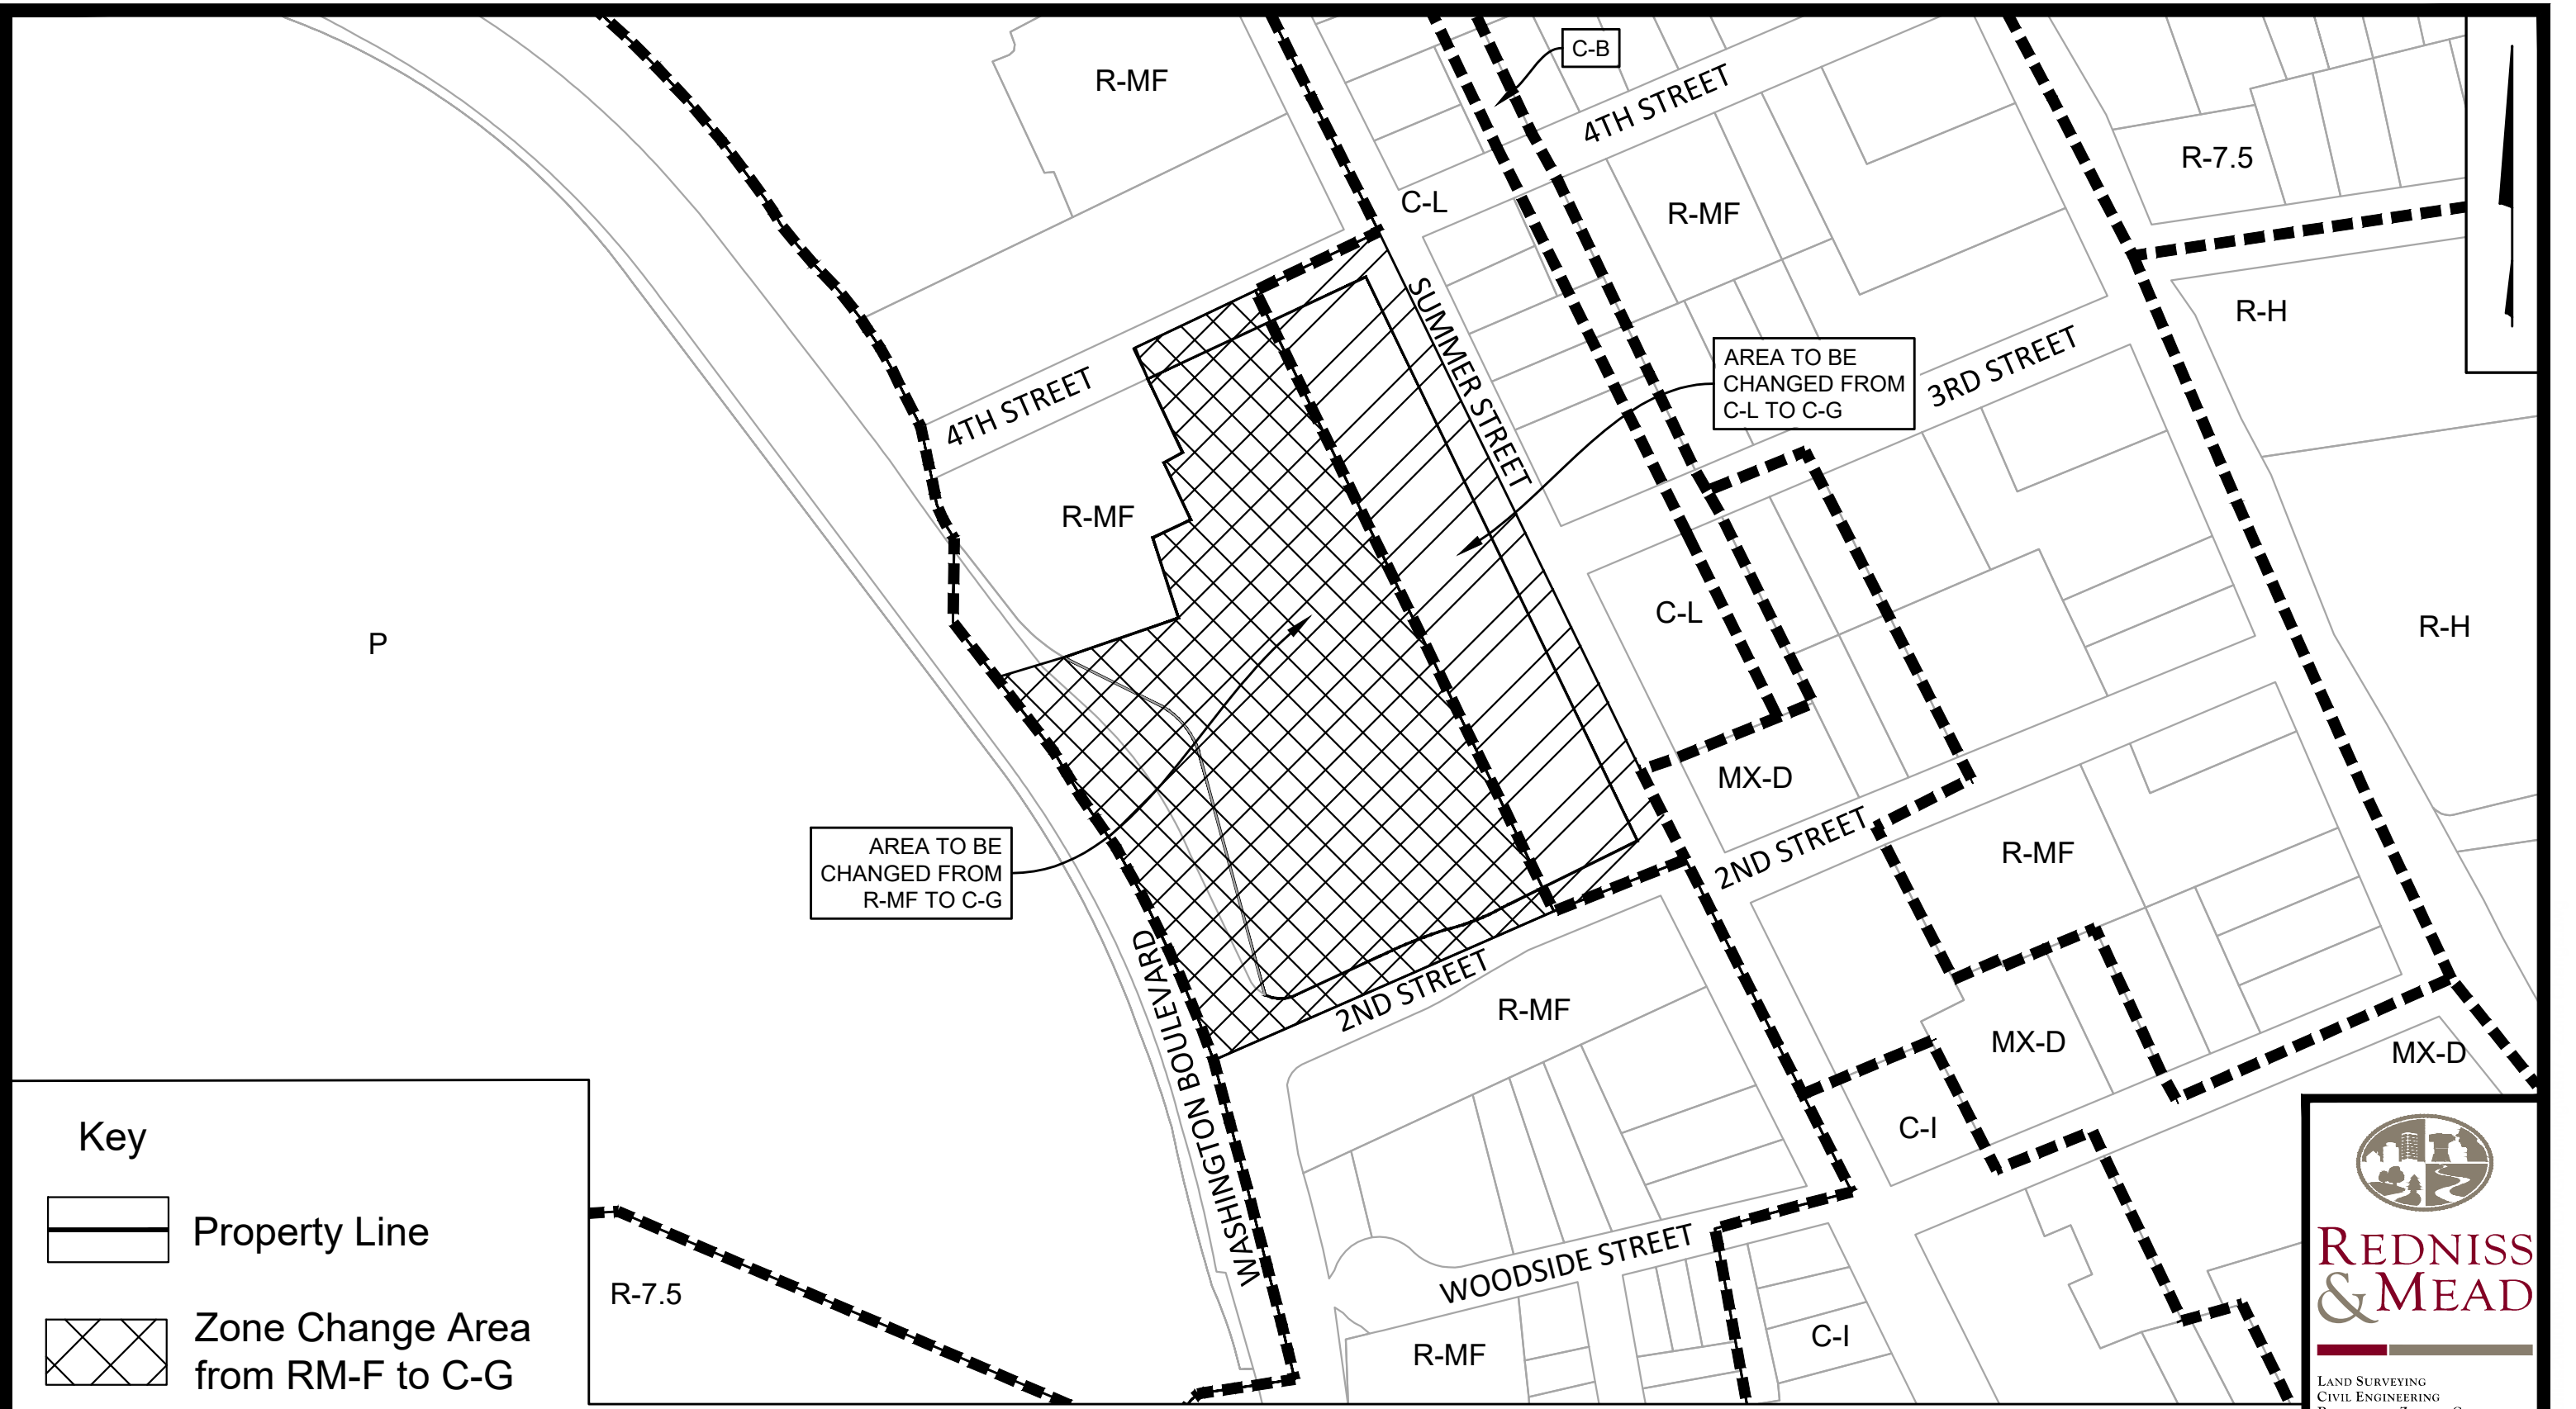 C-B
R-MF
4TH STREET
R-7.5
C-L
R-MF
R-H
SUMMER STREET
AREA TO BE
CHANGED FROM
C-L TO C-G
3RD STREET
4TH STREET
R-MF
P
C-L
R-H
MX-D
2ND STREET
R-MF
AREA TO BE
CHANGED FROM
R-MF TO C-G
WASHINGTON BOULEVARD
2ND STREET
R-MF
MX-D
MX-D
C-I
Key
Property Line
Zone Change Area
from RM-F to C-G
R-7.5
WOODSIDE STREET
R-MF
C-I
REDNISS
&MEAD
LAND SURVEYING
CIVIL ENGINEERING